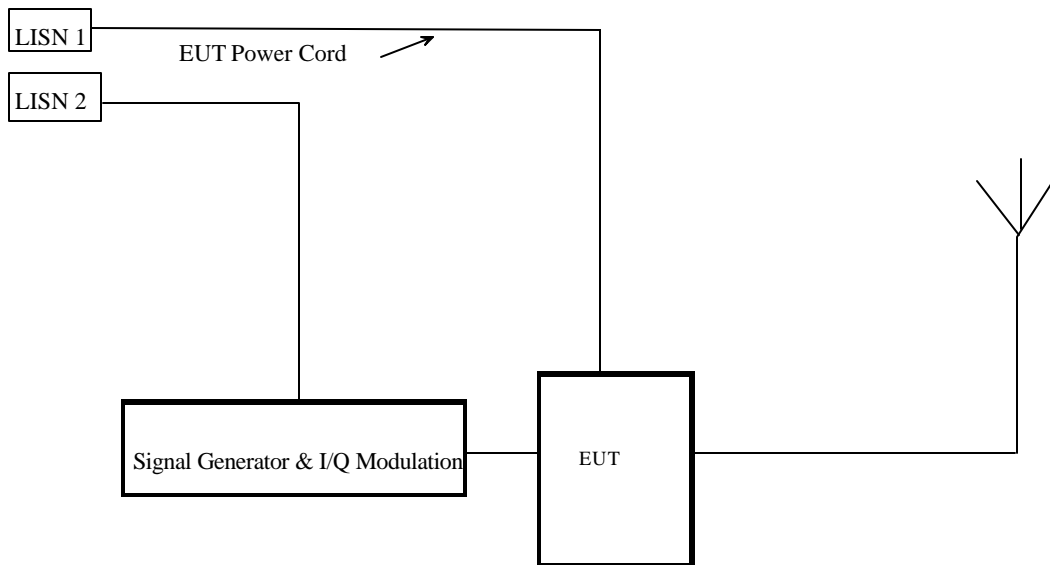 LISN 1
EUT Power Cord
LISN 2
Signal Generator & I/Q Modulation
EUT